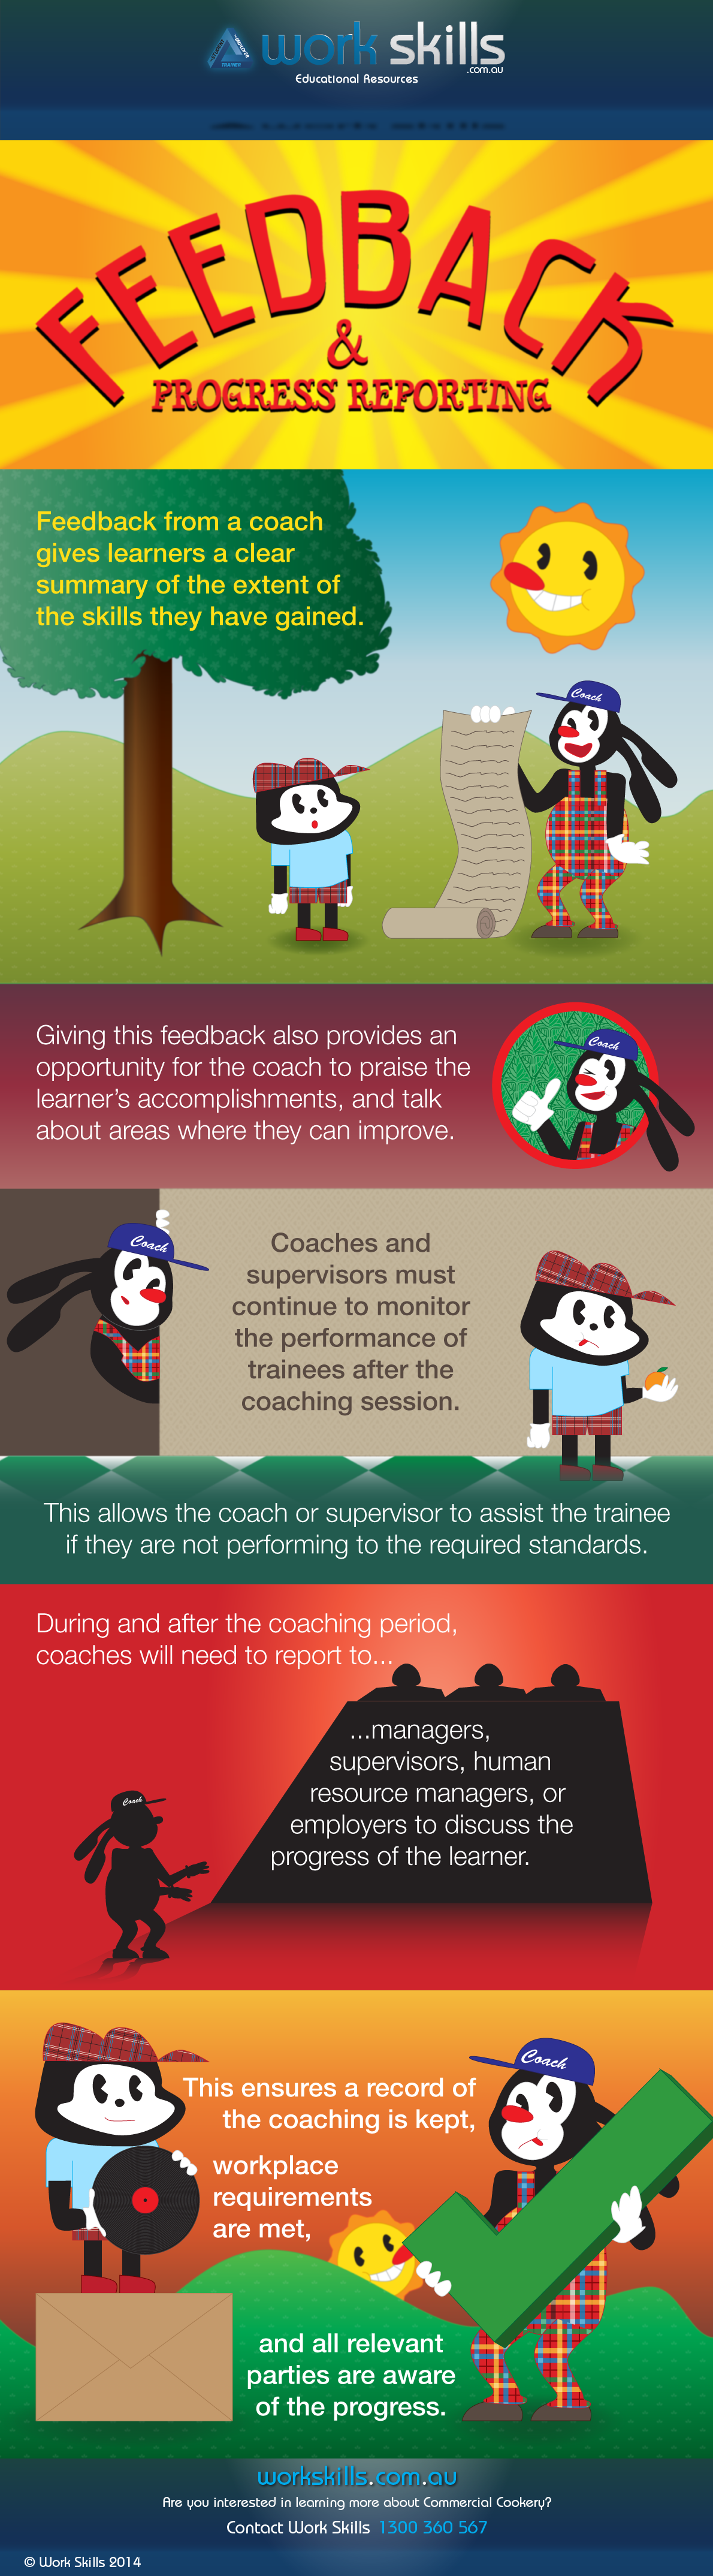 work skills
.com.au
Educational Resources
TRAINER
FEEDBACK
&
PROGRESS REPORTING
Feedback from a coach
gives learners a clear
summary of the extent of
the skills they have gained.
Coach
Giving this feedback also provides an
opportunity for the coach to praise the
learner’s accomplishments, and talk
about areas where they can improve.
Coach
Coach
Coaches and
supervisors must
continue to monitor
the performance of
trainees after the
coaching session.
This allows the coach or supervisor to assist the trainee
if they are not performing to the required standards.
During and after the coaching period,
coaches will need to report to...
...managers,
supervisors, human
resource managers, or
employers to discuss the
progress of the learner.
Coach
Coach
This ensures a record of
the coaching is kept,
workplace
requirements
are met,
and all relevant
parties are aware
of the progress.
workskills.com.au
Are you interested in learning more about Commercial Cookery?
Contact Work Skills 1300 360 567
© Work Skills 2014